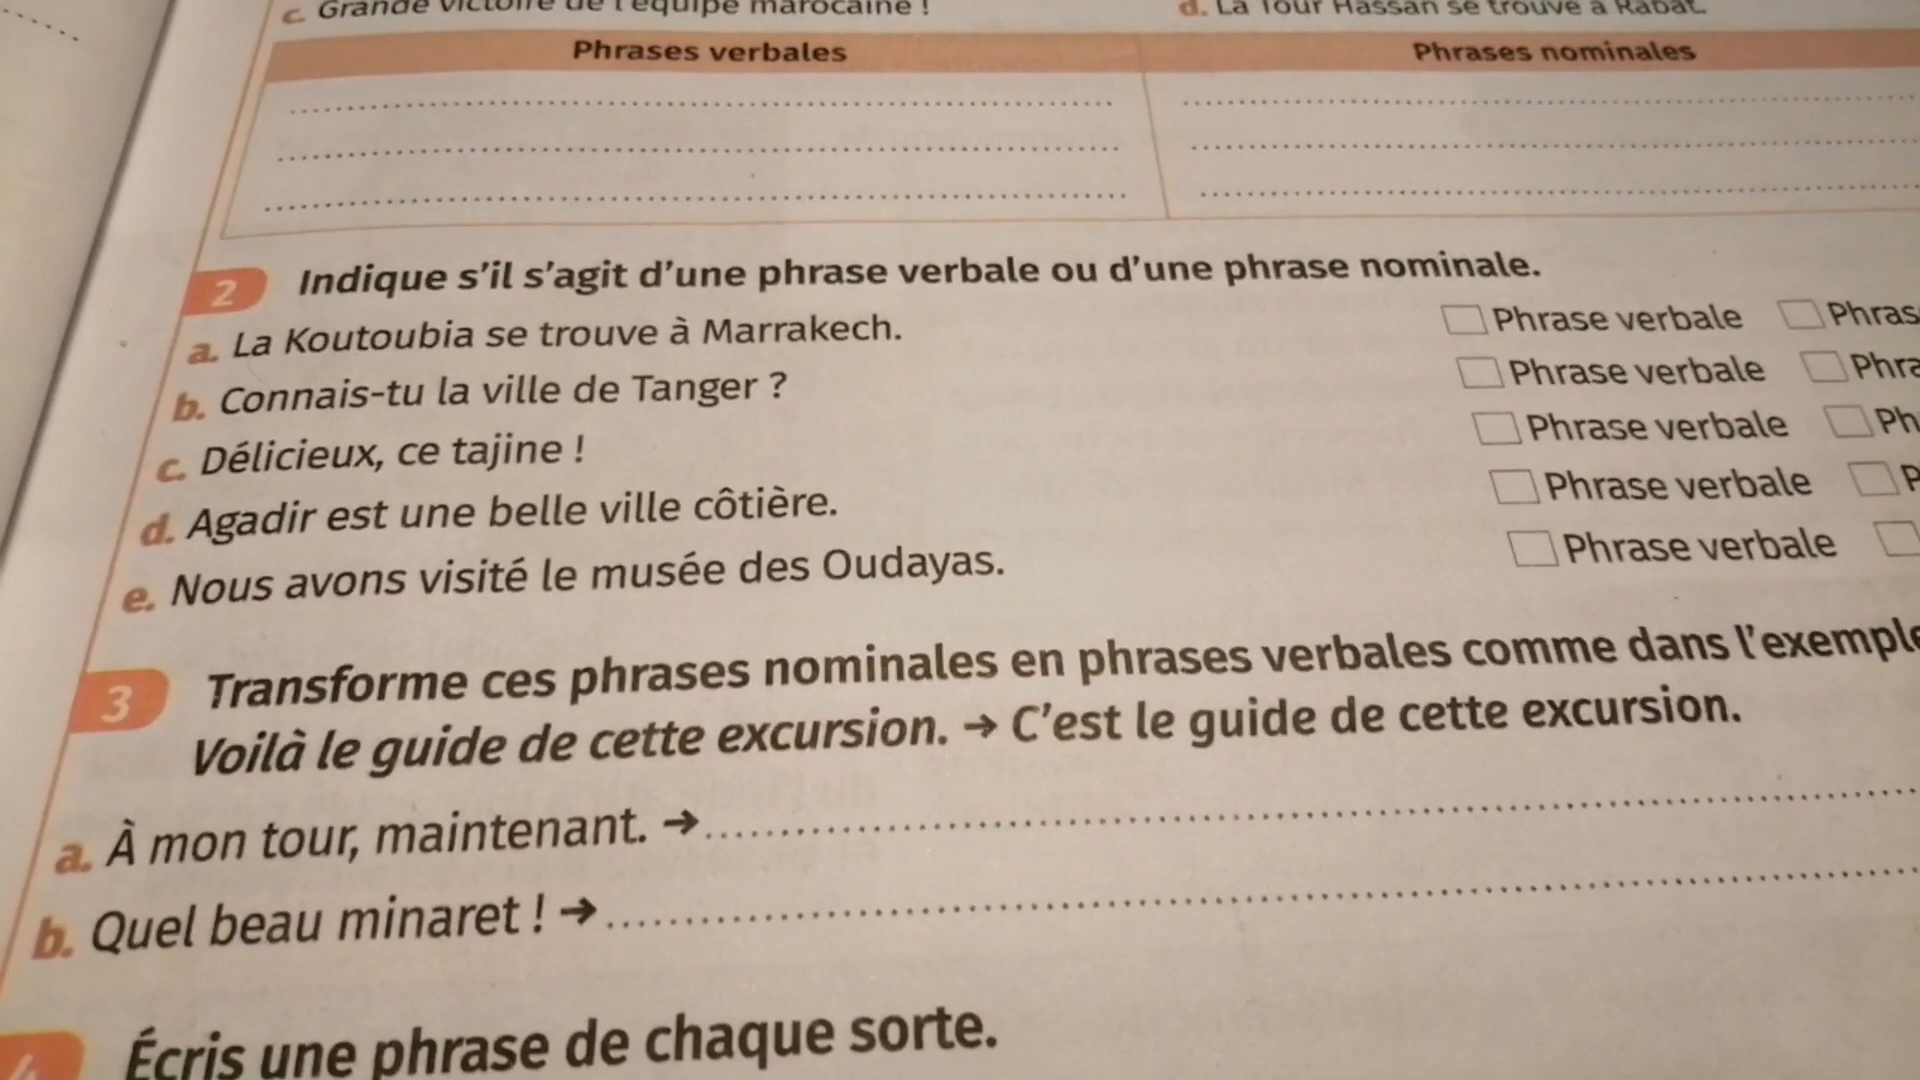 c. Grande victoire de l'équipe marocaine !
d. La Tour Hassan se trouve à Rabat.
Phrases verbales
Phrases nominales
2 Indique s'il s'agit d'une phrase verbale ou d'une phrase nominale.
a. La Koutoubia se trouve à Marrakech. Phrase verbale Phras
b. Connais-tu la ville de Tanger ? Phrase verbale Phra
c. Délicieux, ce tajine ! Phrase verbale Ph
d. Agadir est une belle ville côtière. Phrase verbale P
e. Nous avons visité le musée des Oudayas. Phrase verbale
3 Transforme ces phrases nominales en phrases verbales comme dans l'exemple
Voilà le guide de cette excursion. → C'est le guide de cette excursion.
a. À mon tour, maintenant. →
b. Quel beau minaret ! →
4 Écris une phrase de chaque sorte.